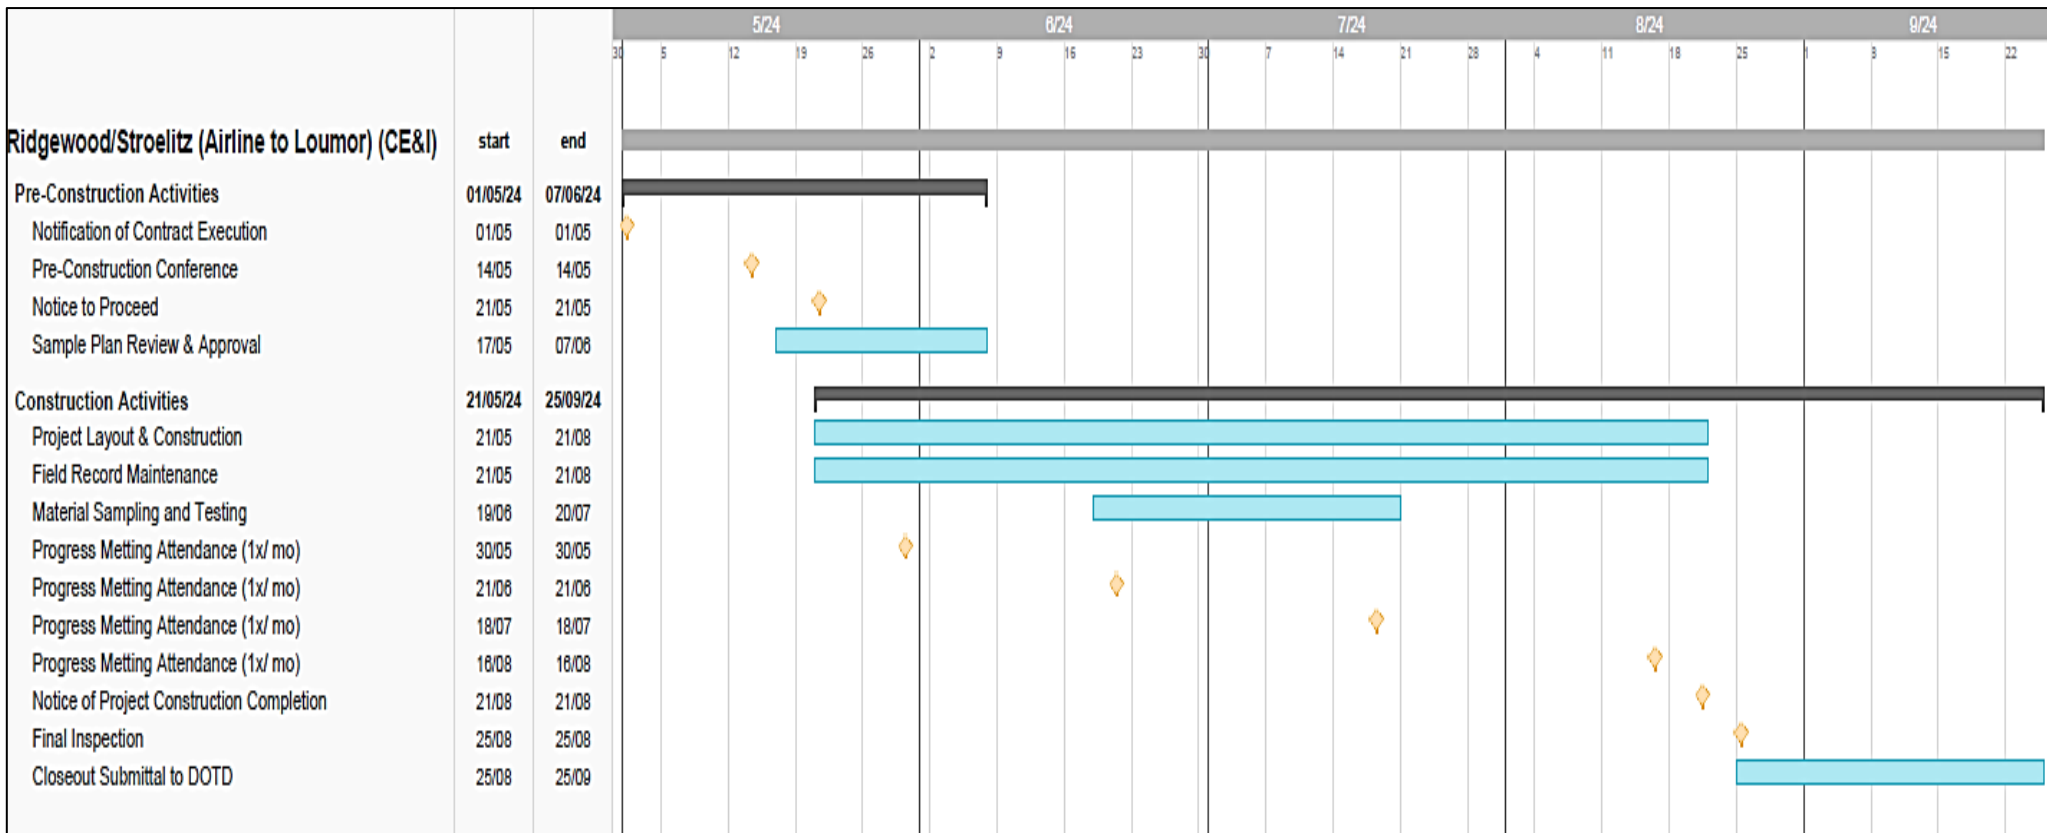 5/24 6/24 7/24 8/24 9/24
30 5 12 19 26 2 9 16 23 30 7 14 21 28 4 11 18 25 1 8 15 22
Ridgewood/Stroelitz (Airline to Loumor) (CE&I) start end
Pre-Construction Activities 01/05/24 07/06/24
Notification of Contract Execution 01/05 01/05
Pre-Construction Conference 14/05 14/05
Notice to Proceed 21/05 21/05
Sample Plan Review & Approval 17/05 07/06
Construction Activities 21/05/24 25/09/24
Project Layout & Construction 21/05 21/08
Field Record Maintenance 21/05 21/08
Material Sampling and Testing 19/06 20/07
Progress Metting Attendance (1x/ mo) 30/05 30/05
Progress Metting Attendance (1x/ mo) 21/06 21/06
Progress Metting Attendance (1x/ mo) 18/07 18/07
Progress Metting Attendance (1x/ mo) 16/08 16/08
Notice of Project Construction Completion 21/08 21/08
Final Inspection 25/08 25/08
Closeout Submittal to DOTD 25/08 25/09